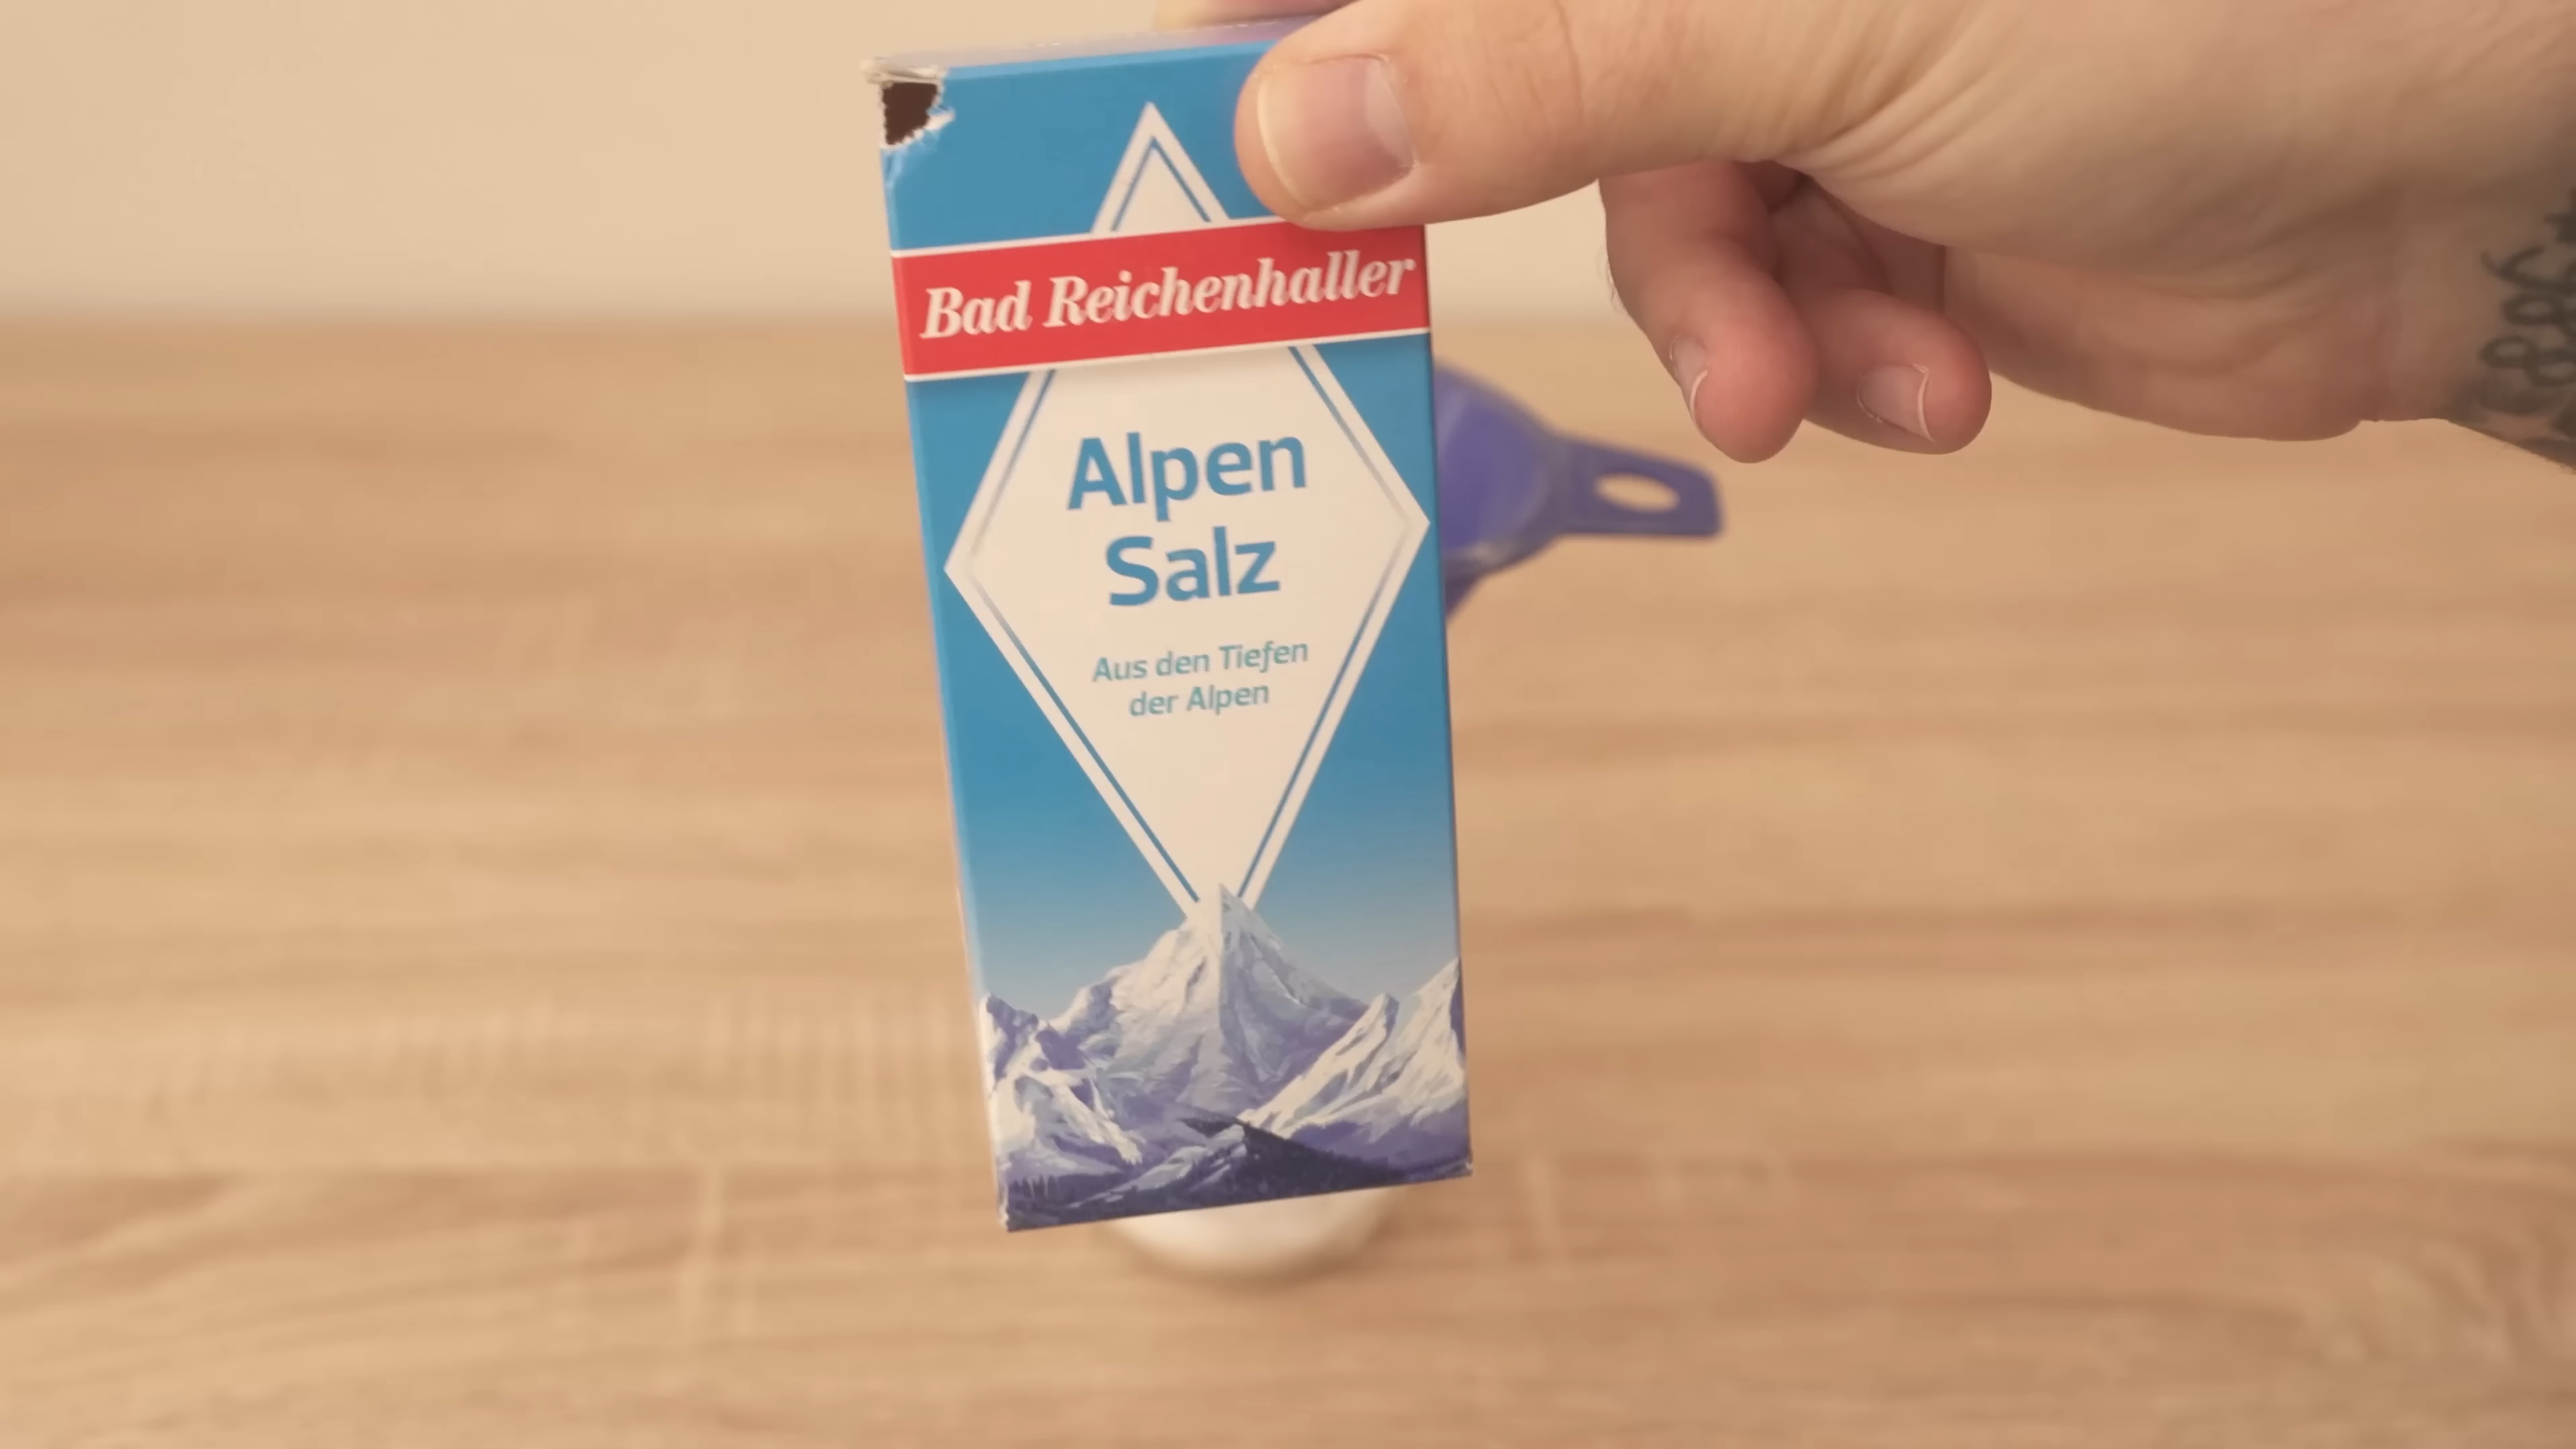 Bad Reichenhaller
Alpen
Salz
Aus den Tiefen
der Alpen